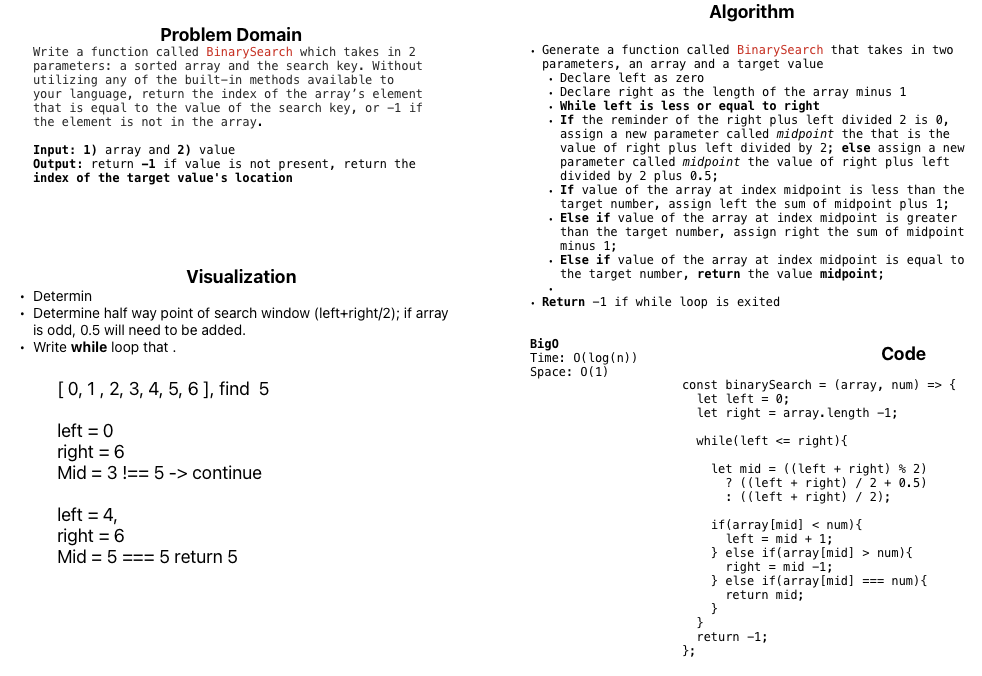 Problem Domain
Write a function called BinarySearch which takes in 2
parameters: a sorted array and the search key. Without
utilizing any of the built-in methods available to
your language, return the index of the array’s element
that is equal to the value of the search key, or -1 if
the element is not in the array.
Input: 1) array and 2) value
Output: return -1 if value is not present, return the
index of the target value's location
Visualization
• Determin
• Determine half way point of search window (left+right/2); if array
is odd, 0.5 will need to be added.
• Write while loop that .
[ 0, 1 , 2, 3, 4, 5, 6 ], find 5
left = 0
right = 6
Mid = 3 !== 5 -> continue
left = 4,
right = 6
Mid = 5 === 5 return 5
Algorithm
• Generate a function called BinarySearch that takes in two
parameters, an array and a target value
• Declare left as zero
• Declare right as the length of the array minus 1
• While left is less or equal to right
• If the reminder of the right plus left divided 2 is 0,
assign a new parameter called midpoint the that is the
value of right plus left divided by 2; else assign a new
parameter called midpoint the value of right plus left
divided by 2 plus 0.5;
• If value of the array at index midpoint is less than the
target number, assign left the sum of midpoint plus 1;
• Else if value of the array at index midpoint is greater
than the target number, assign right the sum of midpoint
minus 1;
• Else if value of the array at index midpoint is equal to
the target number, return the value midpoint;
•
• Return -1 if while loop is exited
BigO
Time: O(log(n))
Space: O(1)
Code
const binarySearch = (array, num) => {
let left = 0;
let right = array.length -1;
while(left <= right){
let mid = ((left + right) % 2)
? ((left + right) / 2 + 0.5)
: ((left + right) / 2);
if(array[mid] < num){
left = mid + 1;
} else if(array[mid] > num){
right = mid -1;
} else if(array[mid] === num){
return mid;
}
}
return -1;
};